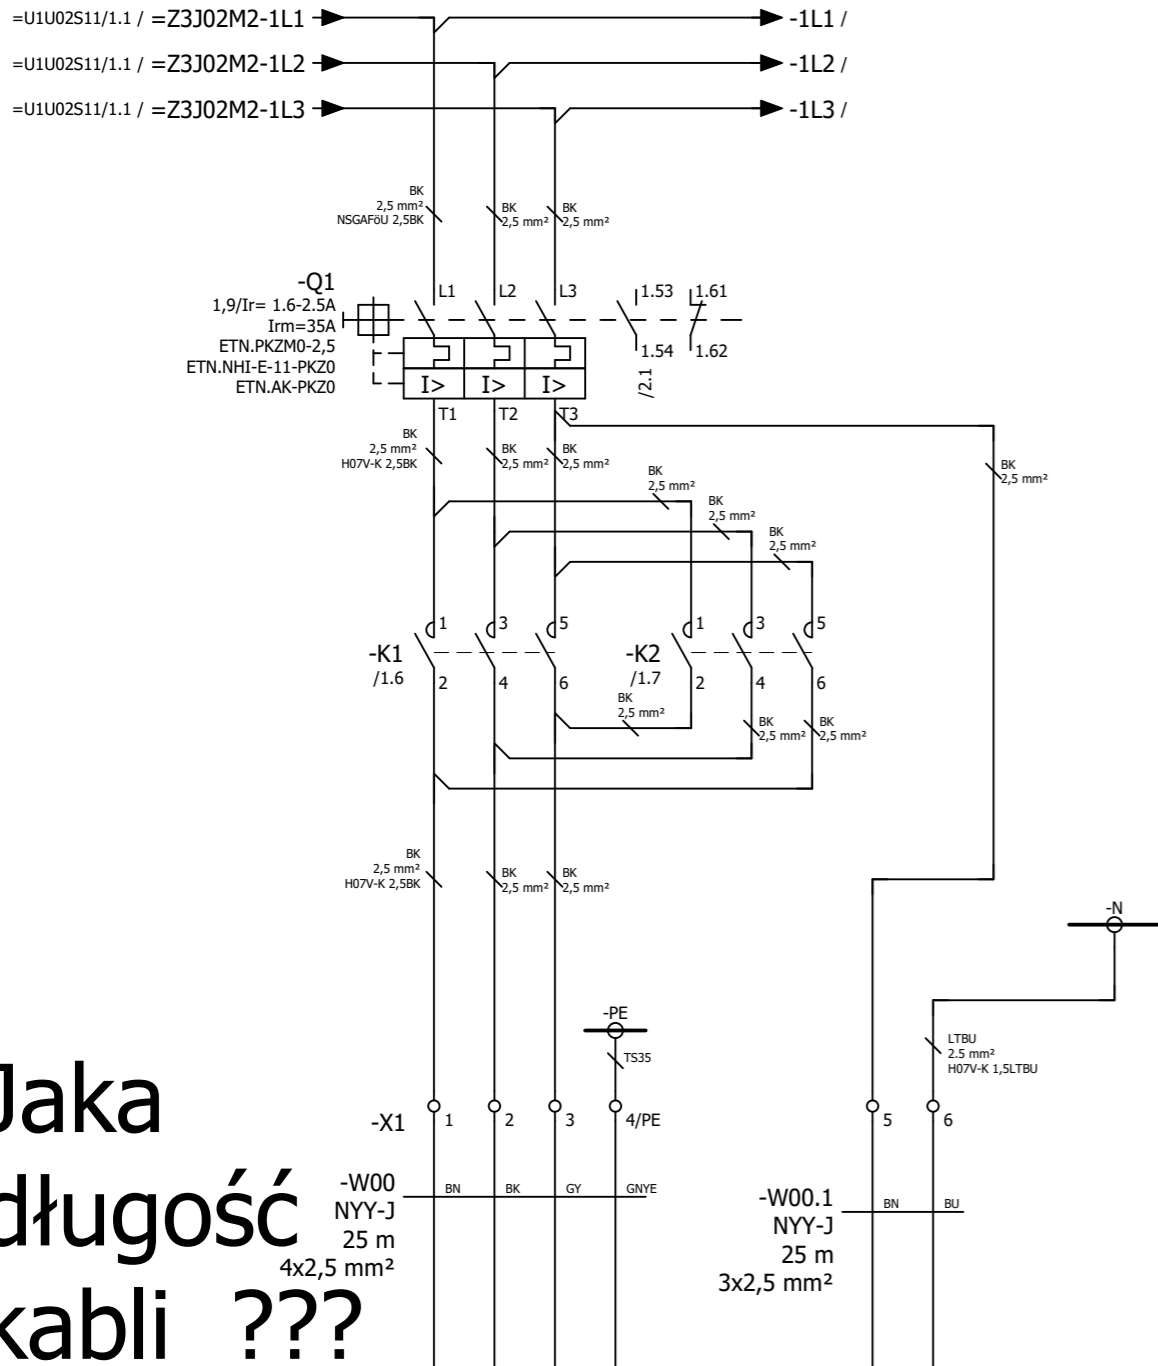 =U1U02S11/1.1 / =Z3J02M2-1L1
-1L1 /
=U1U02S11/1.1 / =Z3J02M2-1L2
-1L2 /
=U1U02S11/1.1 / =Z3J02M2-1L3
-1L3 /
BK
2,5 mm²
NSGAFöU 2,5BK
BK
2,5 mm²
BK
2,5 mm²
-Q1
1,9/Ir= 1.6-2.5A
Irm=35A
ETN.PKZM0-2,5
ETN.NHI-E-11-PKZ0
ETN.AK-PKZ0
L1
L2
L3
1.53
1.61
1.54
1.62
/2.1
I>
I>
I>
T1
T2
T3
BK
2,5 mm²
H07V-K 2,5BK
BK
2,5 mm²
BK
2,5 mm²
BK
2,5 mm²
BK
2,5 mm²
BK
2,5 mm²
BK
2,5 mm²
-K1
/1.6
1
3
5
2
4
6
-K2
/1.7
1
3
5
2
4
6
BK
2,5 mm²
BK
2,5 mm²
BK
2,5 mm²
BK
2,5 mm²
H07V-K 2,5BK
BK
2,5 mm²
BK
2,5 mm²
-N
-PE
TS35
LTBU
2.5 mm²
H07V-K 1,5LTBU
-X1
1
2
3
4/PE
5
6
Jaka
długość
kabli ???
-W00
NYY-J
25 m
4x2,5 mm²
BN
BK
GY
GNYE
-W00.1
NYY-J
25 m
3x2,5 mm²
BN
BU